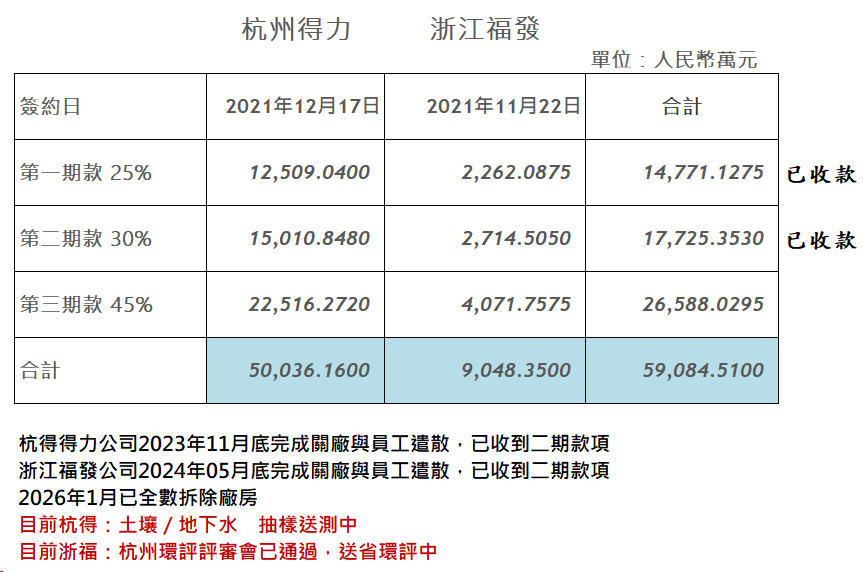 杭州得力 浙江福發
單位：人民幣萬元
簽約日 2021年12月17日 2021年11月22日 合計
第一期款 25% 12,509.0400 2,262.0875 14,771.1275 已收款
第二期款 30% 15,010.8480 2,714.5050 17,725.3530 已收款
第三期款 45% 22,516.2720 4,071.7575 26,588.0295
合計 50,036.1600 9,048.3500 59,084.5100
杭得得力公司2023年11月底完成關廠與員工遣散，已收到二期款項
浙江福發公司2024年05月底完成關廠與員工遣散，已收到二期款項
2026年1月已全數拆除廠房
目前杭得：土壤 / 地下水 抽樣送測中
目前浙福：杭州環評評審會已通過，送省環評中